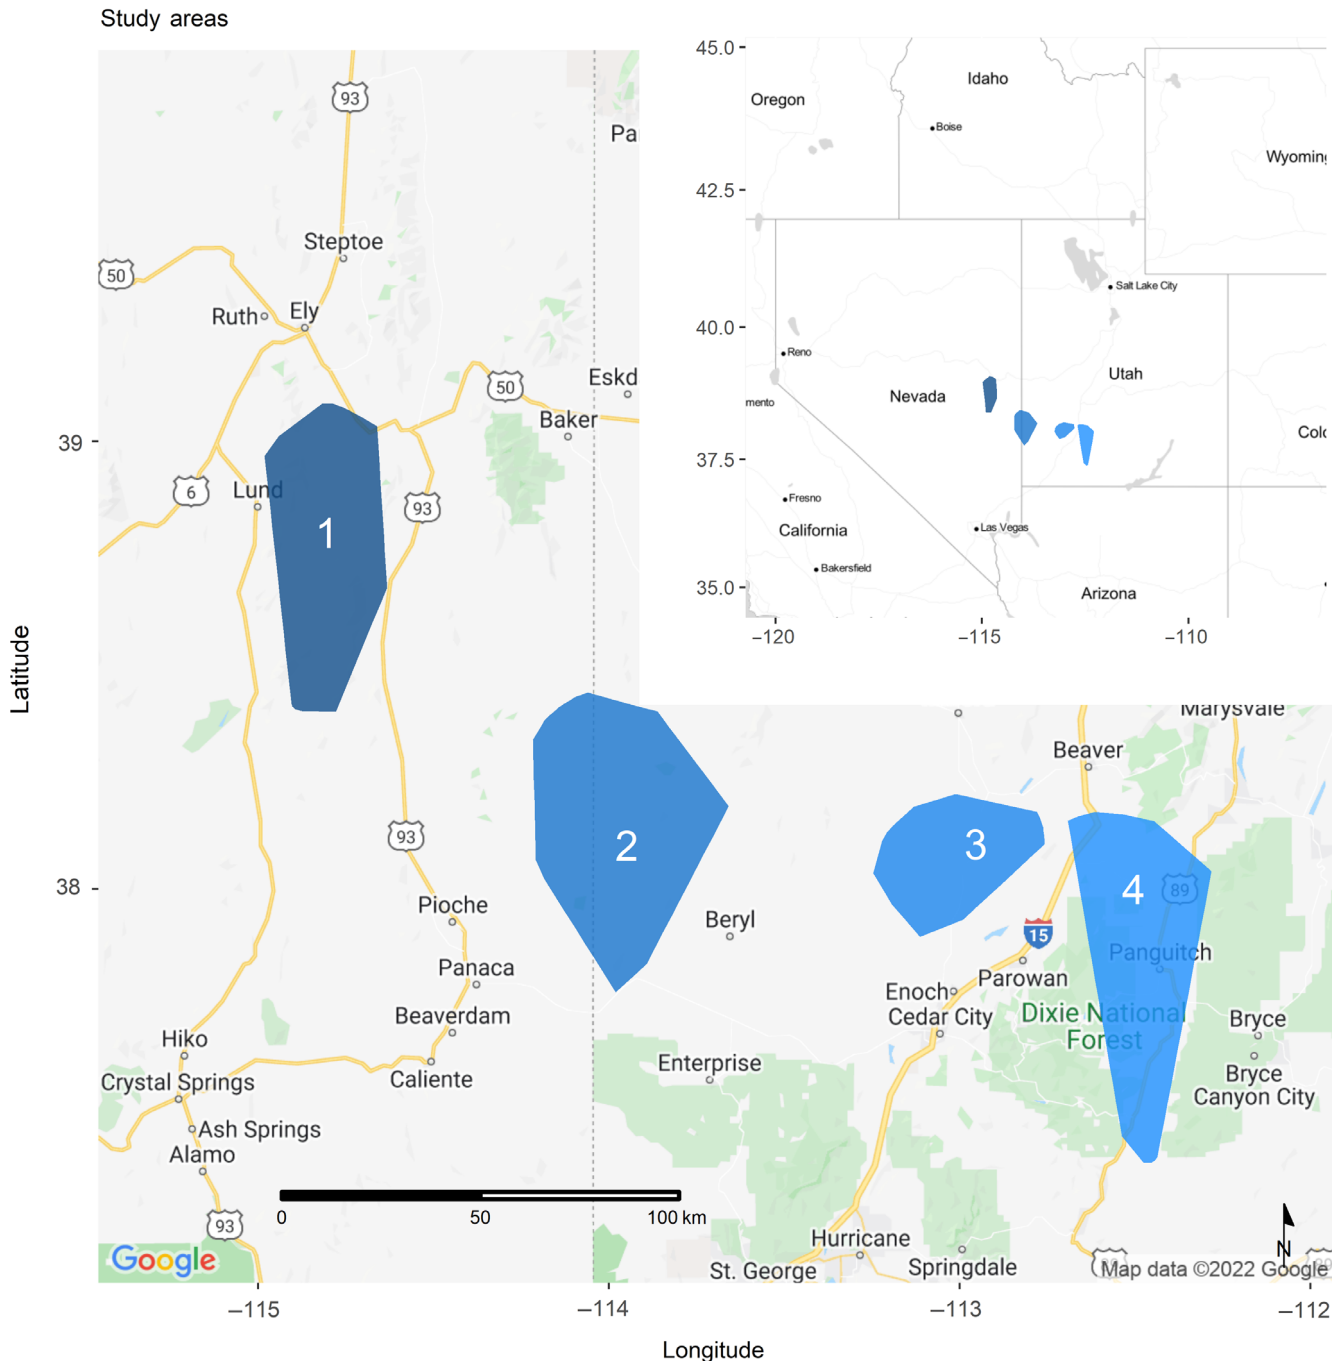 Study areas
45.0
42.5
40.0
37.5
35.0
−120
−115
−110
Oregon
Idaho
Boise
Wyoming
Salt Lake City
Reno
Nevada
Utah
mento
Colo
Fresno
California
Las Vegas
Bakersfield
Arizona
93
Pa
Steptoe
50
Ruth
Ely
50
Eskd
Baker
39
6
Lund
93
1
Latitude
Marysvale
Beaver
93
2
3
4
38
89
Pioche
Beryl
15
Panguitch
Panaca
Parowan
Enoch
Cedar City
Beaverdam
Dixie National
Forest
Bryce
Hiko
Enterprise
Caliente
Crystal Springs
Bryce
Canyon City
Ash Springs
Alamo
0
50
100 km
93
N
Hurricane
Google
St. George
Springdale
Map data ©2022 Google
−115
−114
−113
−112
Longitude